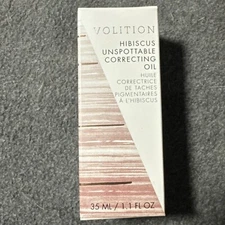 VOLITION
HIBISCUS
UNSPOTTABLE
CORRECTING
OIL
HUILE
CORRECTRICE
DE TACHES
PIGMENTAIRES
À L'HIBISCUS
35 ML / 1.1 FL OZ